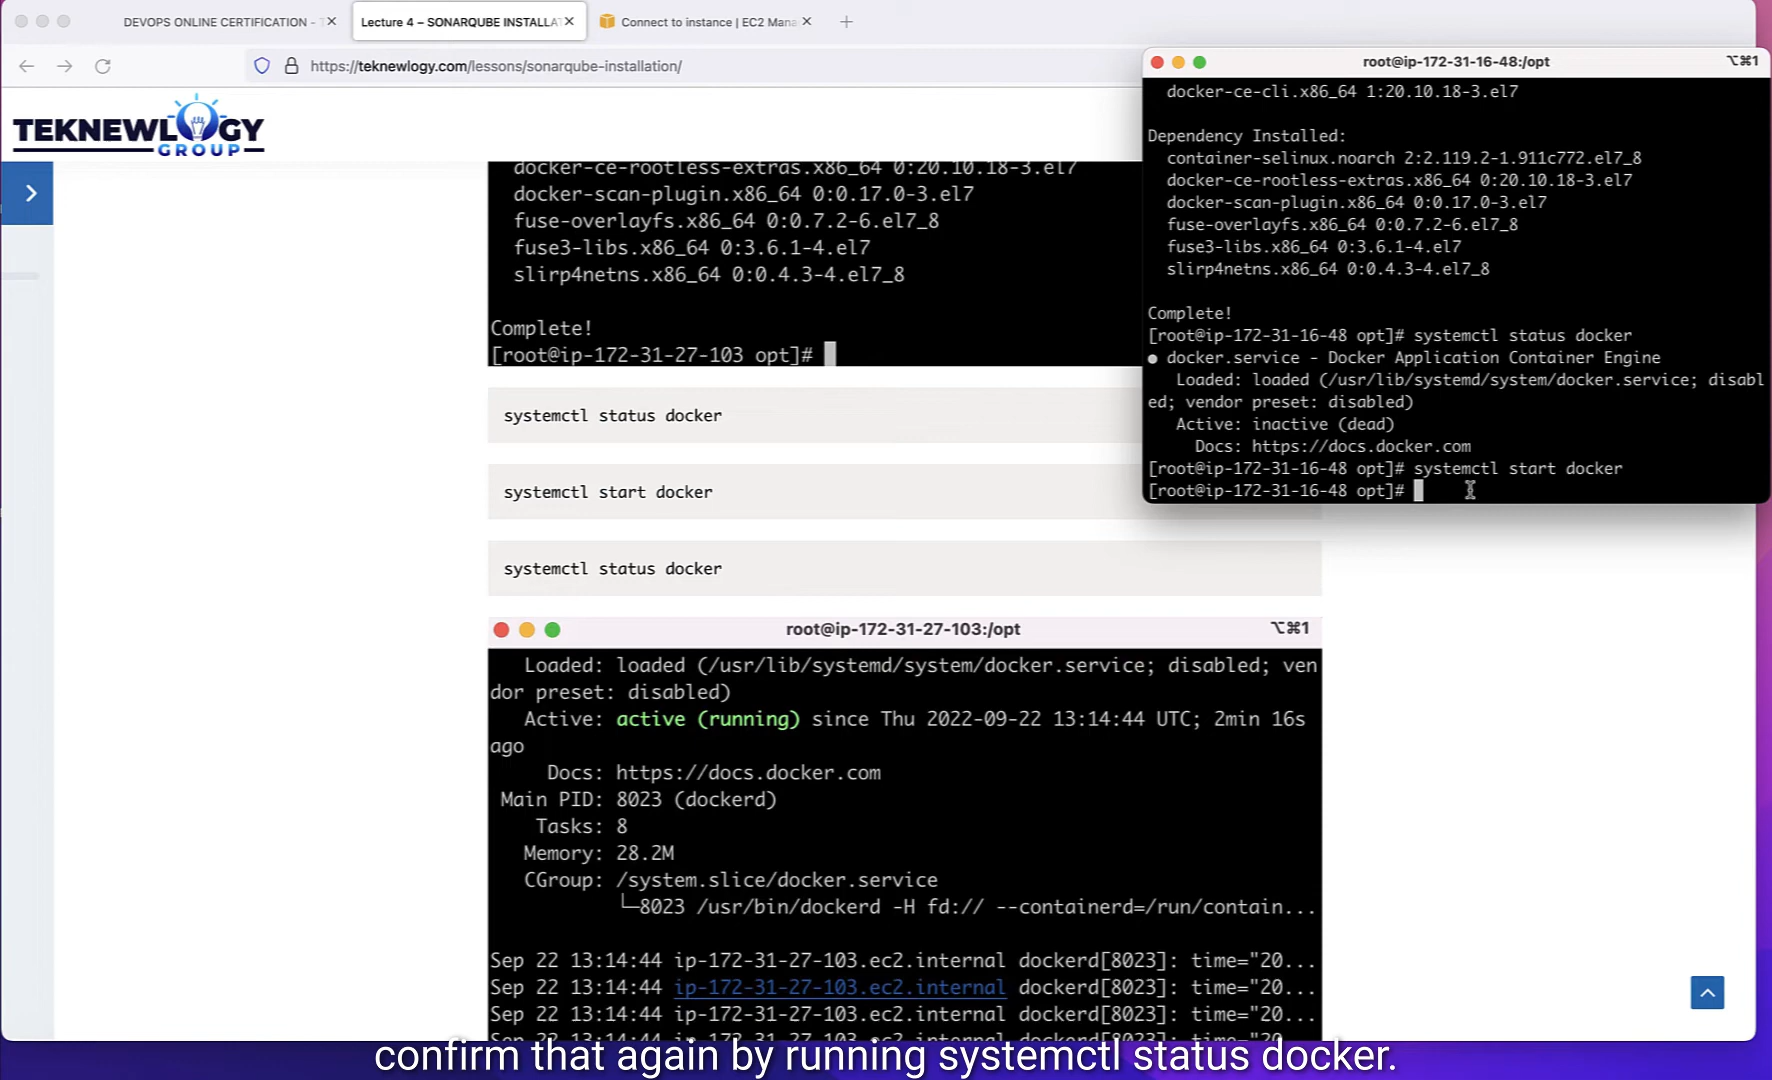 DEVOPS ONLINE CERTIFICATION -
Lecture 4 – SONARQUBE INSTALLA
Connect to instance | EC2 Mana
https://teknewlogy.com/lessons/sonarqube-installation/
TEKNEWLOGY
GROUP
docker-ce-rootless-extras.x86_64 0:20.10.18-3.el7
docker-scan-plugin.x86_64 0:0.17.0-3.el7
fuse-overlayfs.x86_64 0:0.7.2-6.el7_8
fuse3-libs.x86_64 0:3.6.1-4.el7
slirp4netns.x86_64 0:0.4.3-4.el7_8
Complete!
[root@ip-172-31-27-103 opt]#
systemctl status docker
systemctl start docker
systemctl status docker
root@ip-172-31-27-103:/opt
⌥⌘1
Loaded: loaded (/usr/lib/systemd/system/docker.service; disabled; ven
dor preset: disabled)
Active: active (running) since Thu 2022-09-22 13:14:44 UTC; 2min 16s
ago
Docs: https://docs.docker.com
Main PID: 8023 (dockerd)
Tasks: 8
Memory: 28.2M
CGroup: /system.slice/docker.service
└─8023 /usr/bin/dockerd -H fd:// --containerd=/run/contain...
Sep 22 13:14:44 ip-172-31-27-103.ec2.internal dockerd[8023]: time="20...
Sep 22 13:14:44 ip-172-31-27-103.ec2.internal dockerd[8023]: time="20...
Sep 22 13:14:44 ip-172-31-27-103.ec2.internal dockerd[8023]: time="20...
root@ip-172-31-16-48:/opt
⌥⌘1
docker-ce-cli.x86_64 1:20.10.18-3.el7
Dependency Installed:
container-selinux.noarch 2:2.119.2-1.911c772.el7_8
docker-ce-rootless-extras.x86_64 0:20.10.18-3.el7
docker-scan-plugin.x86_64 0:0.17.0-3.el7
fuse-overlayfs.x86_64 0:0.7.2-6.el7_8
fuse3-libs.x86_64 0:3.6.1-4.el7
slirp4netns.x86_64 0:0.4.3-4.el7_8
Complete!
[root@ip-172-31-16-48 opt]# systemctl status docker
● docker.service - Docker Application Container Engine
Loaded: loaded (/usr/lib/systemd/system/docker.service; disabl
ed; vendor preset: disabled)
Active: inactive (dead)
Docs: https://docs.docker.com
[root@ip-172-31-16-48 opt]# systemctl start docker
[root@ip-172-31-16-48 opt]#
confirm that again by running systemctl status docker.